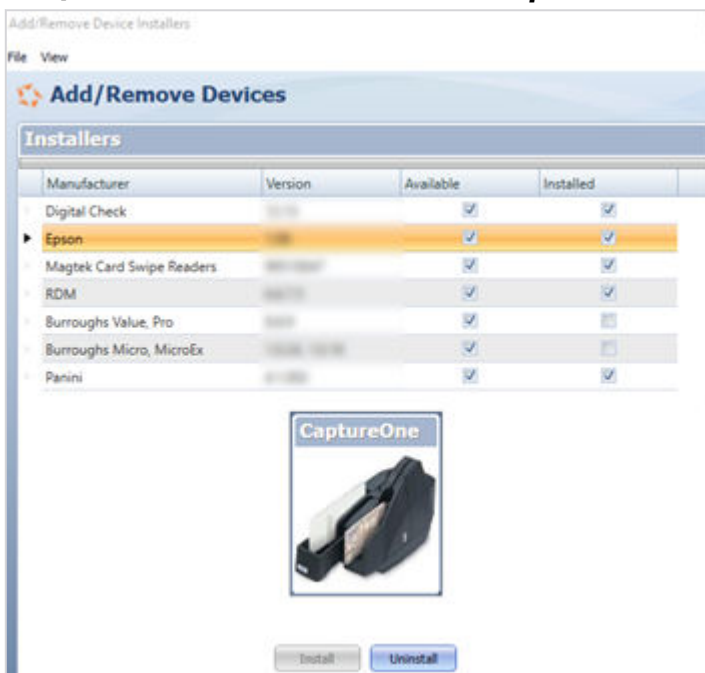 Add/Remove Device Installers
File View
Add/Remove Devices
Installers
Manufacturer Version Available Installed
Digital Check
Epson
Magtek Card Swipe Readers
RDM
Burroughs Value, Pro
Burroughs Micro, MicroEx
Panini
CaptureOne
Install Uninstall